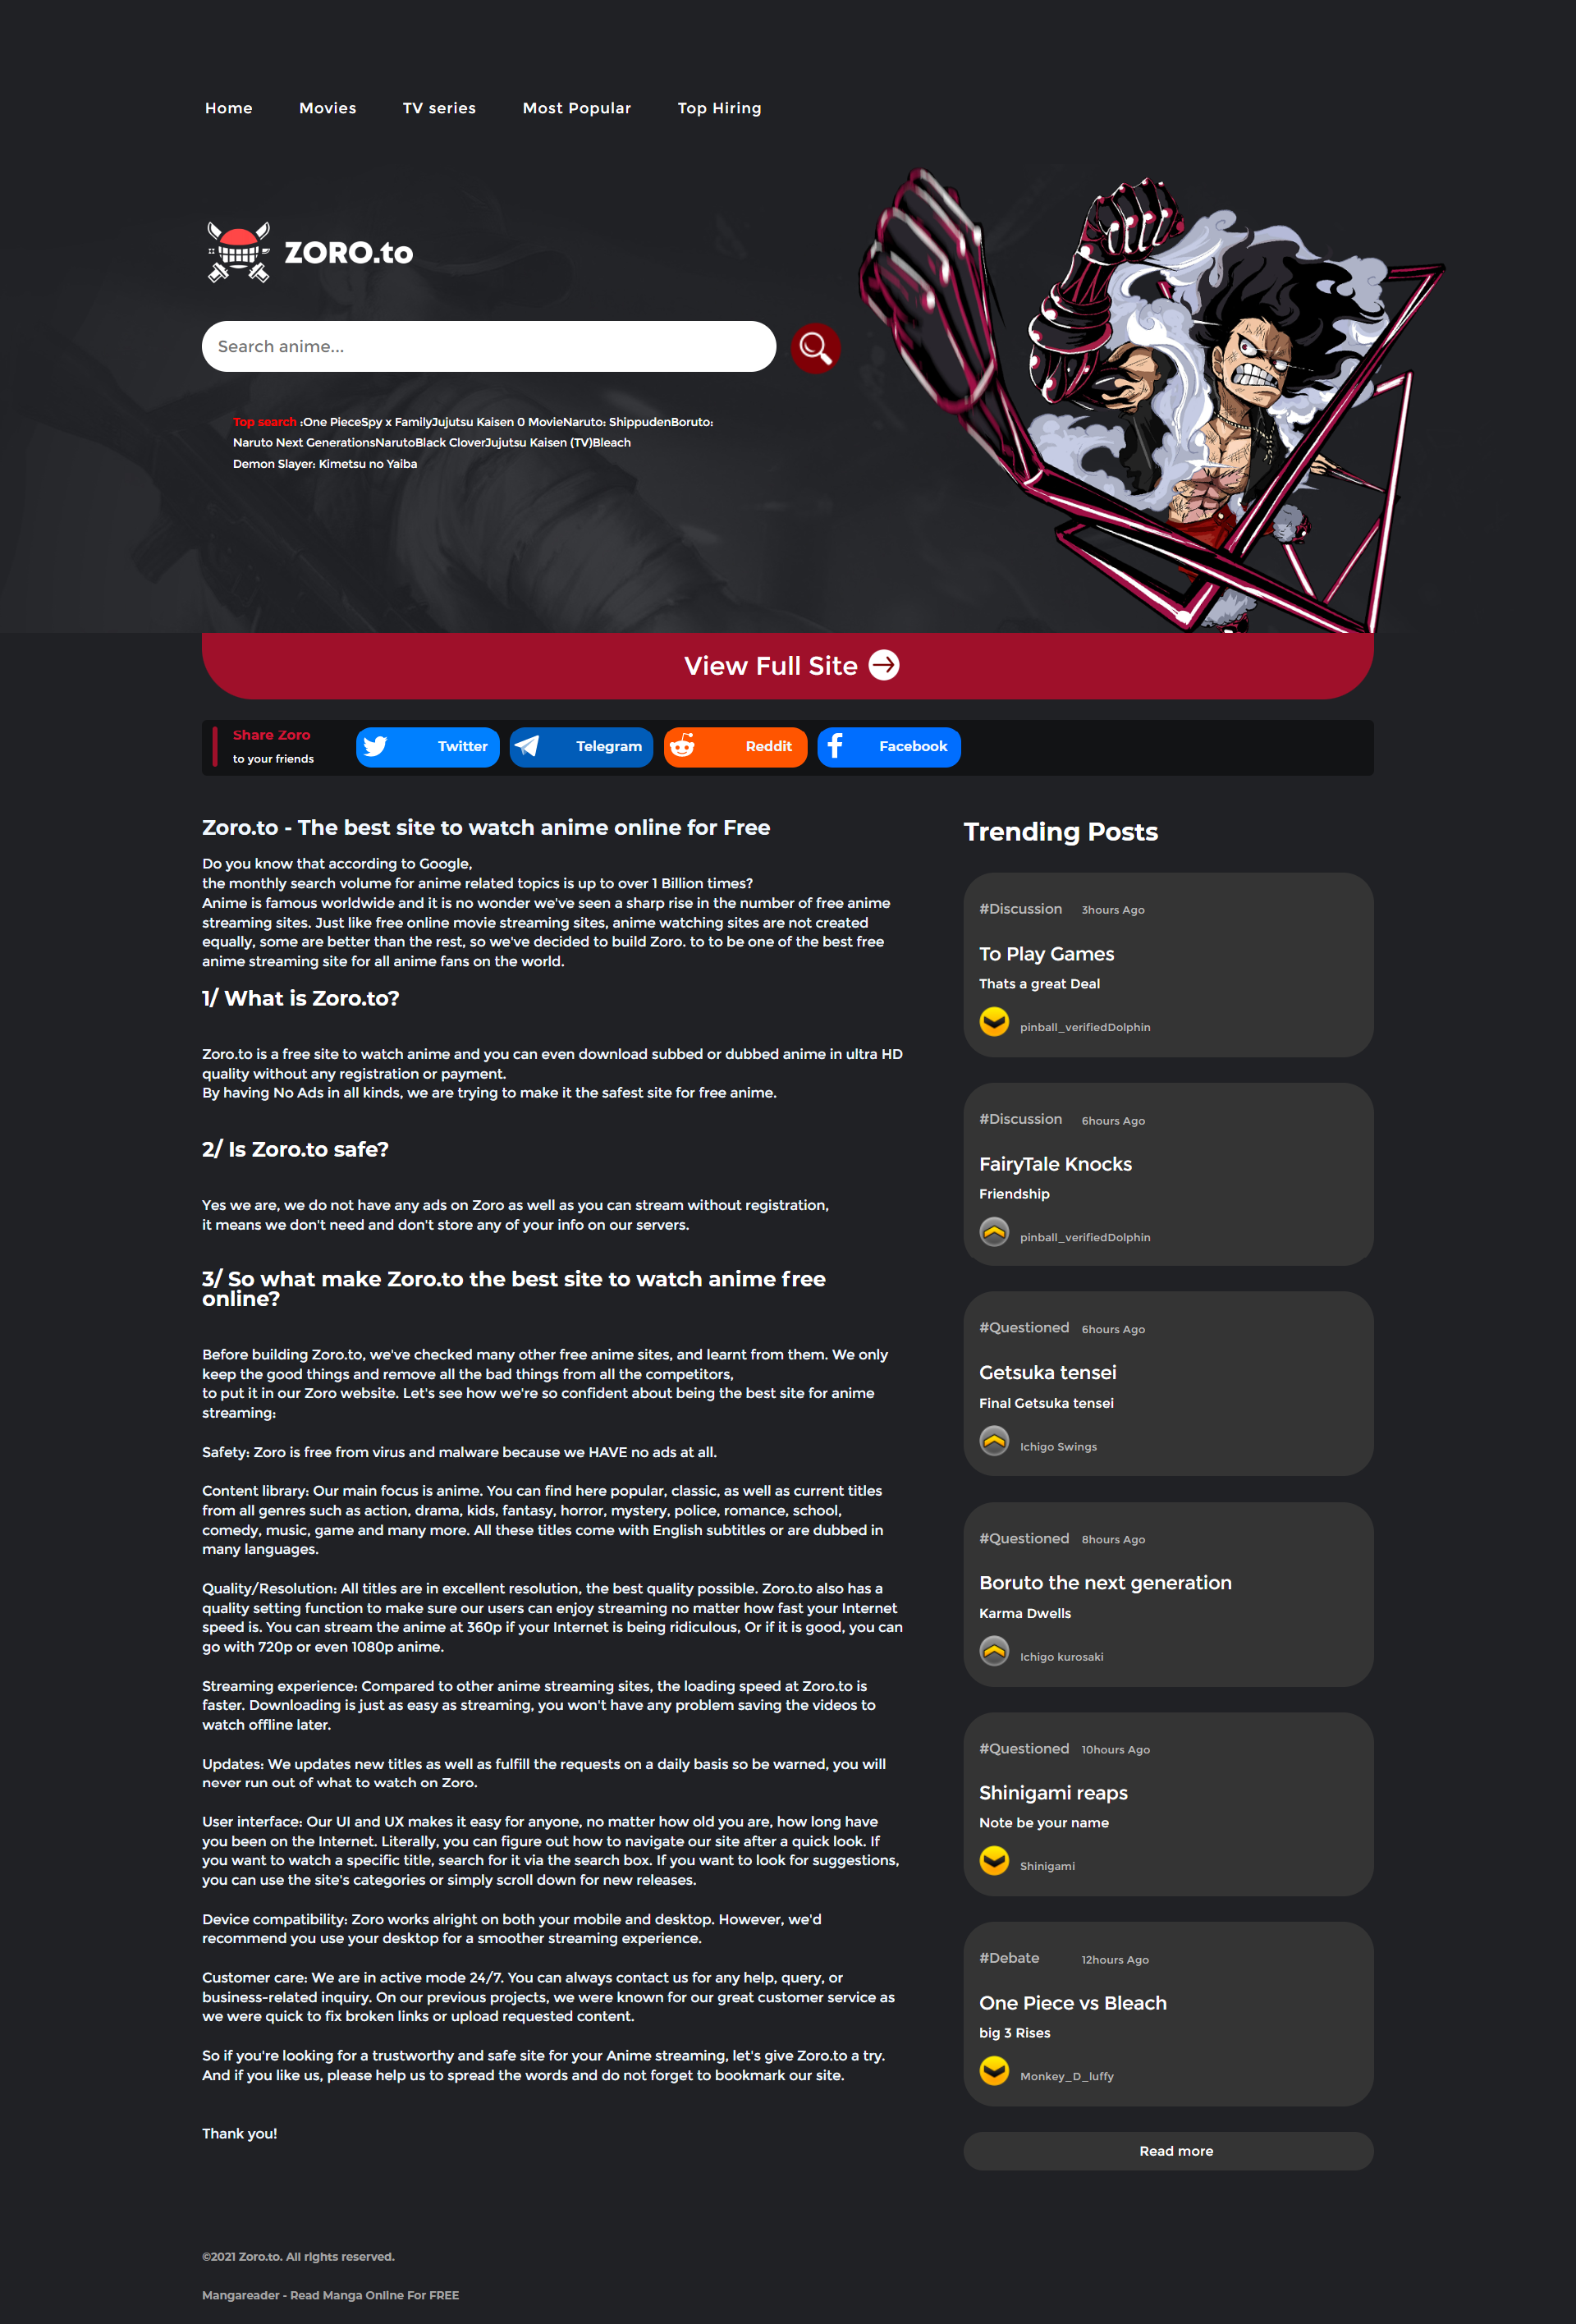 Home Movies TV series Most Popular Top Hiring
ZORO.to
Search anime...
Top search :One PieceSpy x FamilyJujutsu Kaisen 0 MovieNaruto: ShippudenBoruto:
Naruto Next GenerationsNarutoBlack CloverJujutsu Kaisen (TV)Bleach
Demon Slayer: Kimetsu no Yaiba
View Full Site
Share Zoro
to your friends
Twitter Telegram Reddit Facebook
Zoro.to - The best site to watch anime online for Free
Do you know that according to Google,
the monthly search volume for anime related topics is up to over 1 Billion times?
Anime is famous worldwide and it is no wonder we've seen a sharp rise in the number of free anime
streaming sites. Just like free online movie streaming sites, anime watching sites are not created
equally, some are better than the rest, so we've decided to build Zoro. to to be one of the best free
anime streaming site for all anime fans on the world.
1/ What is Zoro.to?
Zoro.to is a free site to watch anime and you can even download subbed or dubbed anime in ultra HD
quality without any registration or payment.
By having No Ads in all kinds, we are trying to make it the safest site for free anime.
2/ Is Zoro.to safe?
Yes we are, we do not have any ads on Zoro as well as you can stream without registration,
it means we don't need and don't store any of your info on our servers.
3/ So what make Zoro.to the best site to watch anime free
online?
Before building Zoro.to, we've checked many other free anime sites, and learnt from them. We only
keep the good things and remove all the bad things from all the competitors,
to put it in our Zoro website. Let's see how we're so confident about being the best site for anime
streaming:
Safety: Zoro is free from virus and malware because we HAVE no ads at all.
Content library: Our main focus is anime. You can find here popular, classic, as well as current titles
from all genres such as action, drama, kids, fantasy, horror, mystery, police, romance, school,
comedy, music, game and many more. All these titles come with English subtitles or are dubbed in
many languages.
Quality/Resolution: All titles are in excellent resolution, the best quality possible. Zoro.to also has a
quality setting function to make sure our users can enjoy streaming no matter how fast your Internet
speed is. You can stream the anime at 360p if your Internet is being ridiculous, Or if it is good, you can
go with 720p or even 1080p anime.
Streaming experience: Compared to other anime streaming sites, the loading speed at Zoro.to is
faster. Downloading is just as easy as streaming, you won't have any problem saving the videos to
watch offline later.
Updates: We updates new titles as well as fulfill the requests on a daily basis so be warned, you will
never run out of what to watch on Zoro.
User interface: Our UI and UX makes it easy for anyone, no matter how old you are, how long have
you been on the Internet. Literally, you can figure out how to navigate our site after a quick look. If
you want to watch a specific title, search for it via the search box. If you want to look for suggestions,
you can use the site's categories or simply scroll down for new releases.
Device compatibility: Zoro works alright on both your mobile and desktop. However, we'd
recommend you use your desktop for a smoother streaming experience.
Customer care: We are in active mode 24/7. You can always contact us for any help, query, or
business-related inquiry. On our previous projects, we were known for our great customer service as
we were quick to fix broken links or upload requested content.
So if you're looking for a trustworthy and safe site for your Anime streaming, let's give Zoro.to a try.
And if you like us, please help us to spread the words and do not forget to bookmark our site.
Thank you!
Trending Posts
#Discussion 3hours Ago
To Play Games
Thats a great Deal
pinball_verifiedDolphin
#Discussion 6hours Ago
FairyTale Knocks
Friendship
pinball_verifiedDolphin
#Questioned 6hours Ago
Getsuka tensei
Final Getsuka tensei
Ichigo Swings
#Questioned 8hours Ago
Boruto the next generation
Karma Dwells
Ichigo kurosaki
#Questioned 10hours Ago
Shinigami reaps
Note be your name
Shinigami
#Debate 12hours Ago
One Piece vs Bleach
big 3 Rises
Monkey_D_luffy
Read more
©2021 Zoro.to. All rights reserved.
Mangareader - Read Manga Online For FREE